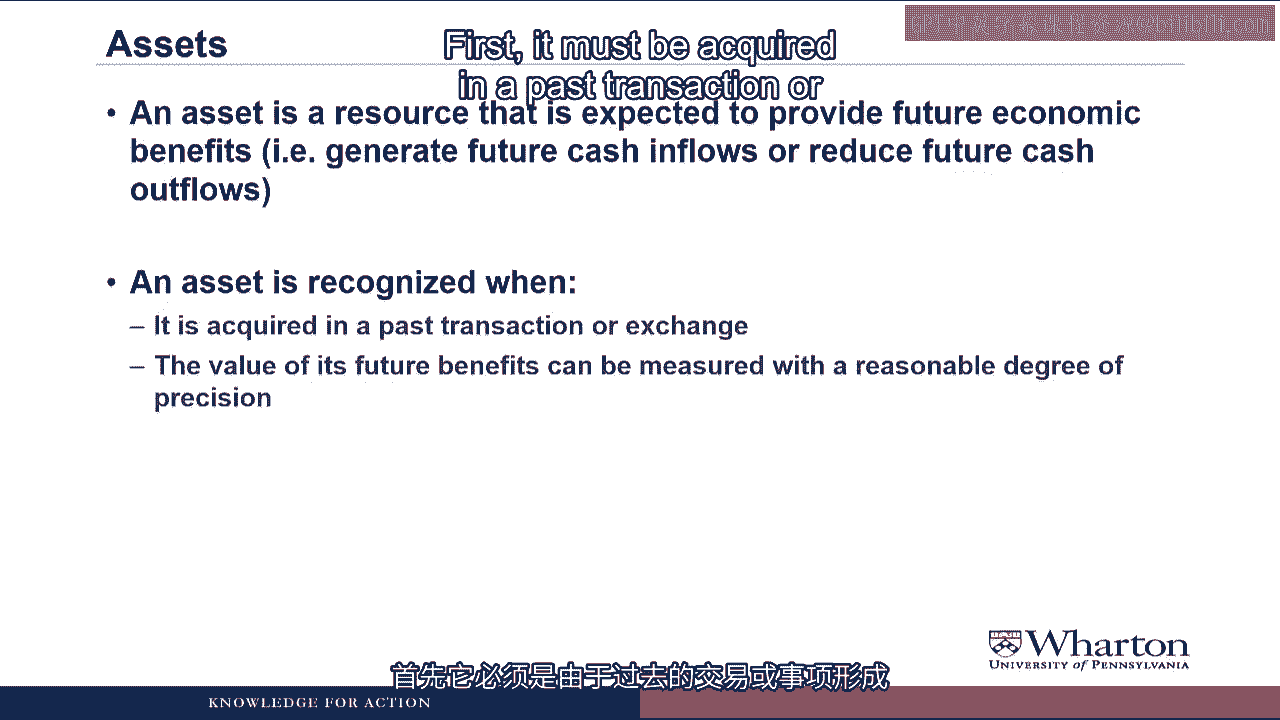 Assets
First, it must be acquired
in a past transaction or
• An asset is a resource that is expected to provide future economic
benefits (i.e. generate future cash inflows or reduce future cash
outflows)
• An asset is recognized when:
– It is acquired in a past transaction or exchange
– The value of its future benefits can be measured with a reasonable degree of
precision
Wharton
UNIVERSITY of PENNSYLVANIA
首先它必须是由于过去的交易或事项形成
KNOWLEDGE FOR ACTION